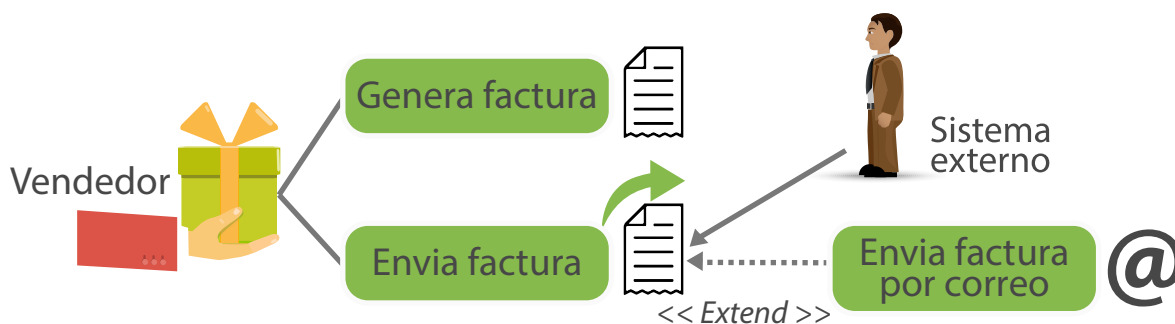 Genera factura
Sistema
externo
Vendedor
Envia factura
Envia factura
por correo
@
<< Extend >>